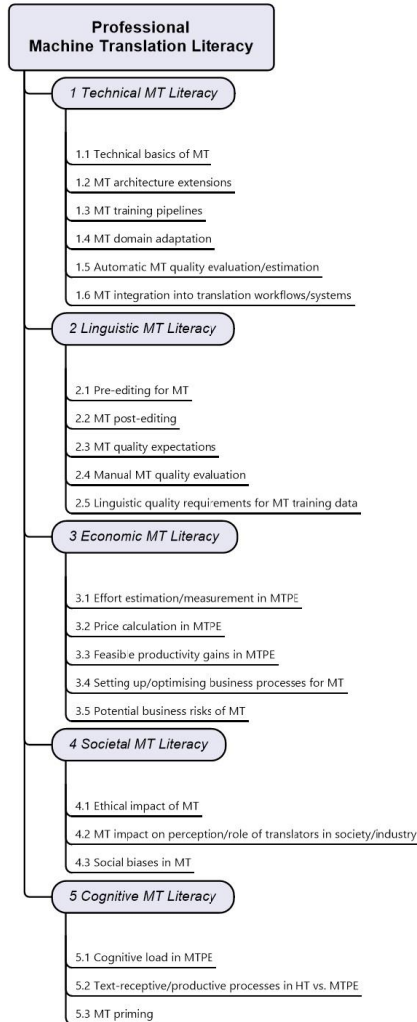 Professional
Machine Translation Literacy
1 Technical MT Literacy
1.1 Technical basics of MT
1.2 MT architecture extensions
1.3 MT training pipelines
1.4 MT domain adaptation
1.5 Automatic MT quality evaluation/estimation
1.6 MT integration into translation workflows/systems
2 Linguistic MT Literacy
2.1 Pre-editing for MT
2.2 MT post-editing
2.3 MT quality expectations
2.4 Manual MT quality evaluation
2.5 Linguistic quality requirements for MT training data
3 Economic MT Literacy
3.1 Effort estimation/measurement in MTPE
3.2 Price calculation in MTPE
3.3 Feasible productivity gains in MTPE
3.4 Setting up/optimising business processes for MT
3.5 Potential business risks of MT
4 Societal MT Literacy
4.1 Ethical impact of MT
4.2 MT impact on perception/role of translators in society/industry
4.3 Social biases in MT
5 Cognitive MT Literacy
5.1 Cognitive load in MTPE
5.2 Text-receptive/productive processes in HT vs. MTPE
5.3 MT priming